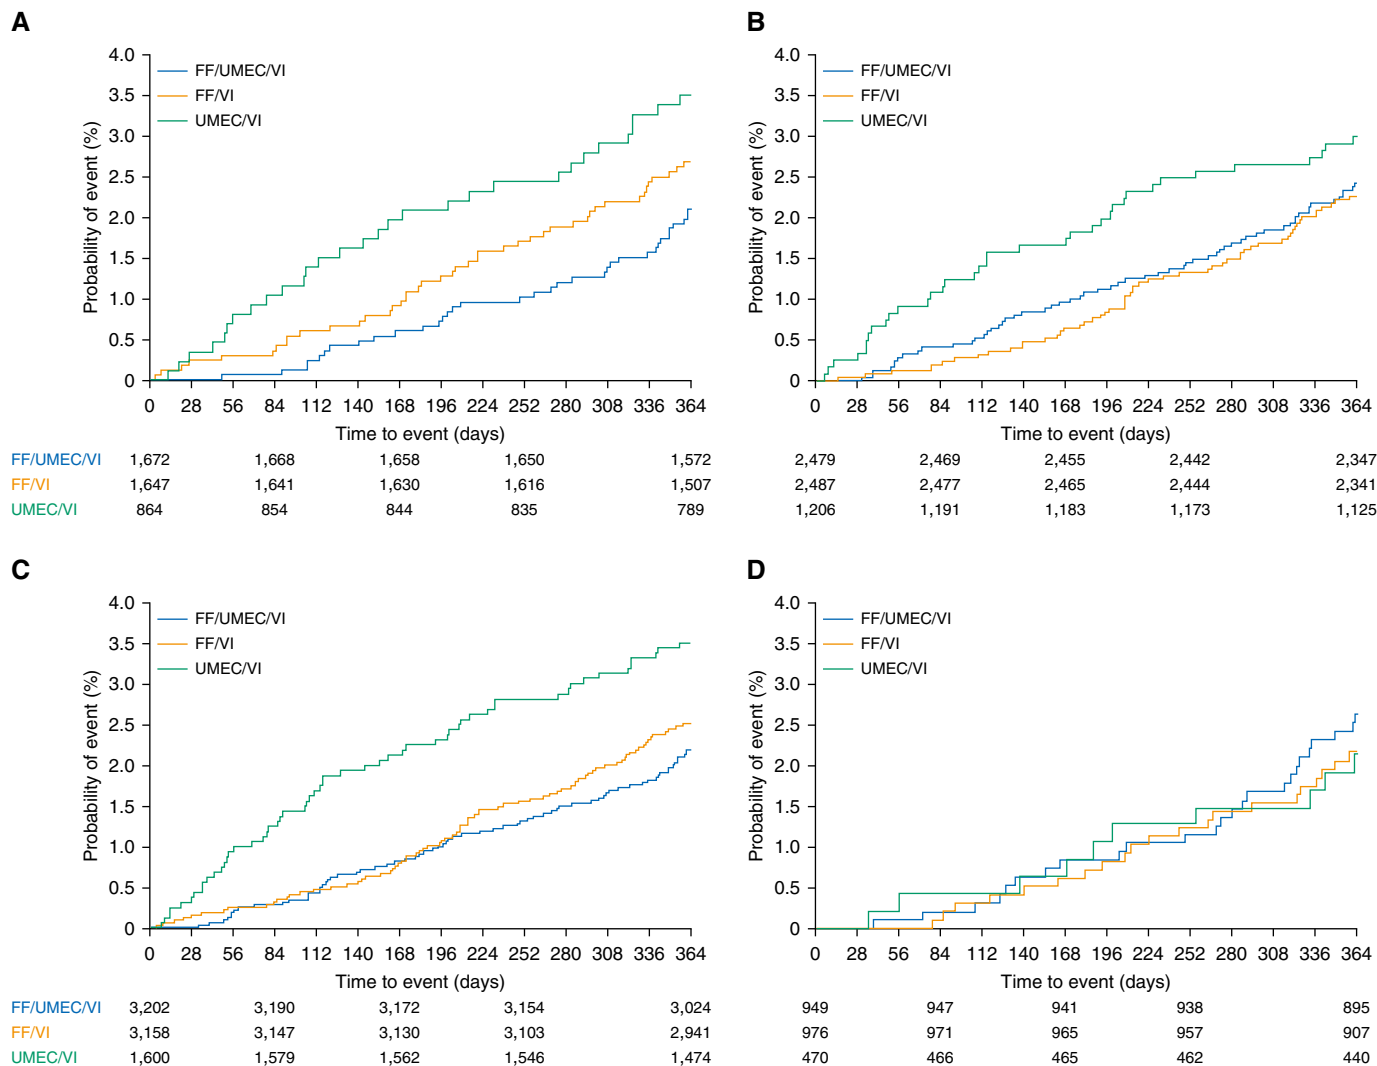 A
4.0
3.5
3.0
2.5
2.0
1.5
1.0
0.5
0
Probability of event (%)
FF/UMEC/VI
FF/VI
UMEC/VI
0 28 56 84 112 140 168 196 224 252 280 308 336 364
Time to event (days)
FF/UMEC/VI 1,672 1,668 1,658 1,650 1,572
FF/VI 1,647 1,641 1,630 1,616 1,507
UMEC/VI 864 854 844 835 789
B
4.0
3.5
3.0
2.5
2.0
1.5
1.0
0.5
0
Probability of event (%)
FF/UMEC/VI
FF/VI
UMEC/VI
0 28 56 84 112 140 168 196 224 252 280 308 336 364
Time to event (days)
2,479 2,469 2,455 2,442 2,347
2,487 2,477 2,465 2,444 2,341
1,206 1,191 1,183 1,173 1,125
C
4.0
3.5
3.0
2.5
2.0
1.5
1.0
0.5
0
Probability of event (%)
FF/UMEC/VI
FF/VI
UMEC/VI
0 28 56 84 112 140 168 196 224 252 280 308 336 364
Time to event (days)
FF/UMEC/VI 3,202 3,190 3,172 3,154 3,024
FF/VI 3,158 3,147 3,130 3,103 2,941
UMEC/VI 1,600 1,579 1,562 1,546 1,474
D
4.0
3.5
3.0
2.5
2.0
1.5
1.0
0.5
0
Probability of event (%)
FF/UMEC/VI
FF/VI
UMEC/VI
0 28 56 84 112 140 168 196 224 252 280 308 336 364
Time to event (days)
949 947 941 938 895
976 971 965 957 907
470 466 465 462 440